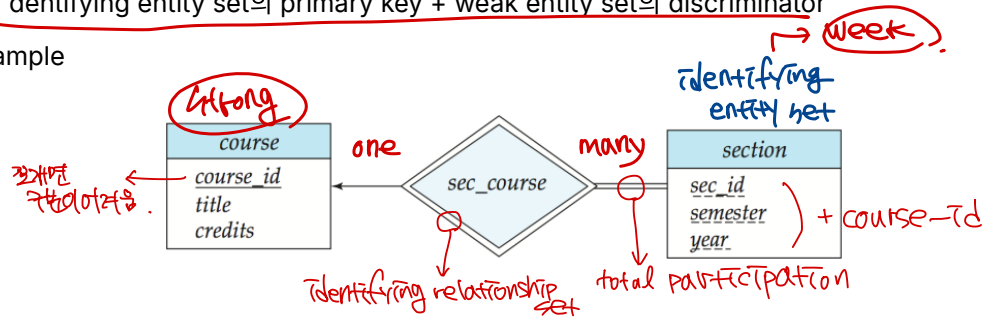 dentifying entity set의 primary key + weak entity set의 discriminator
week
ample
identifying
entity set
strong
course
one
many
section
course_id
title
credits
sec_course
sec_id
semester
year
+ course-id
identifying relationship
set
total participation